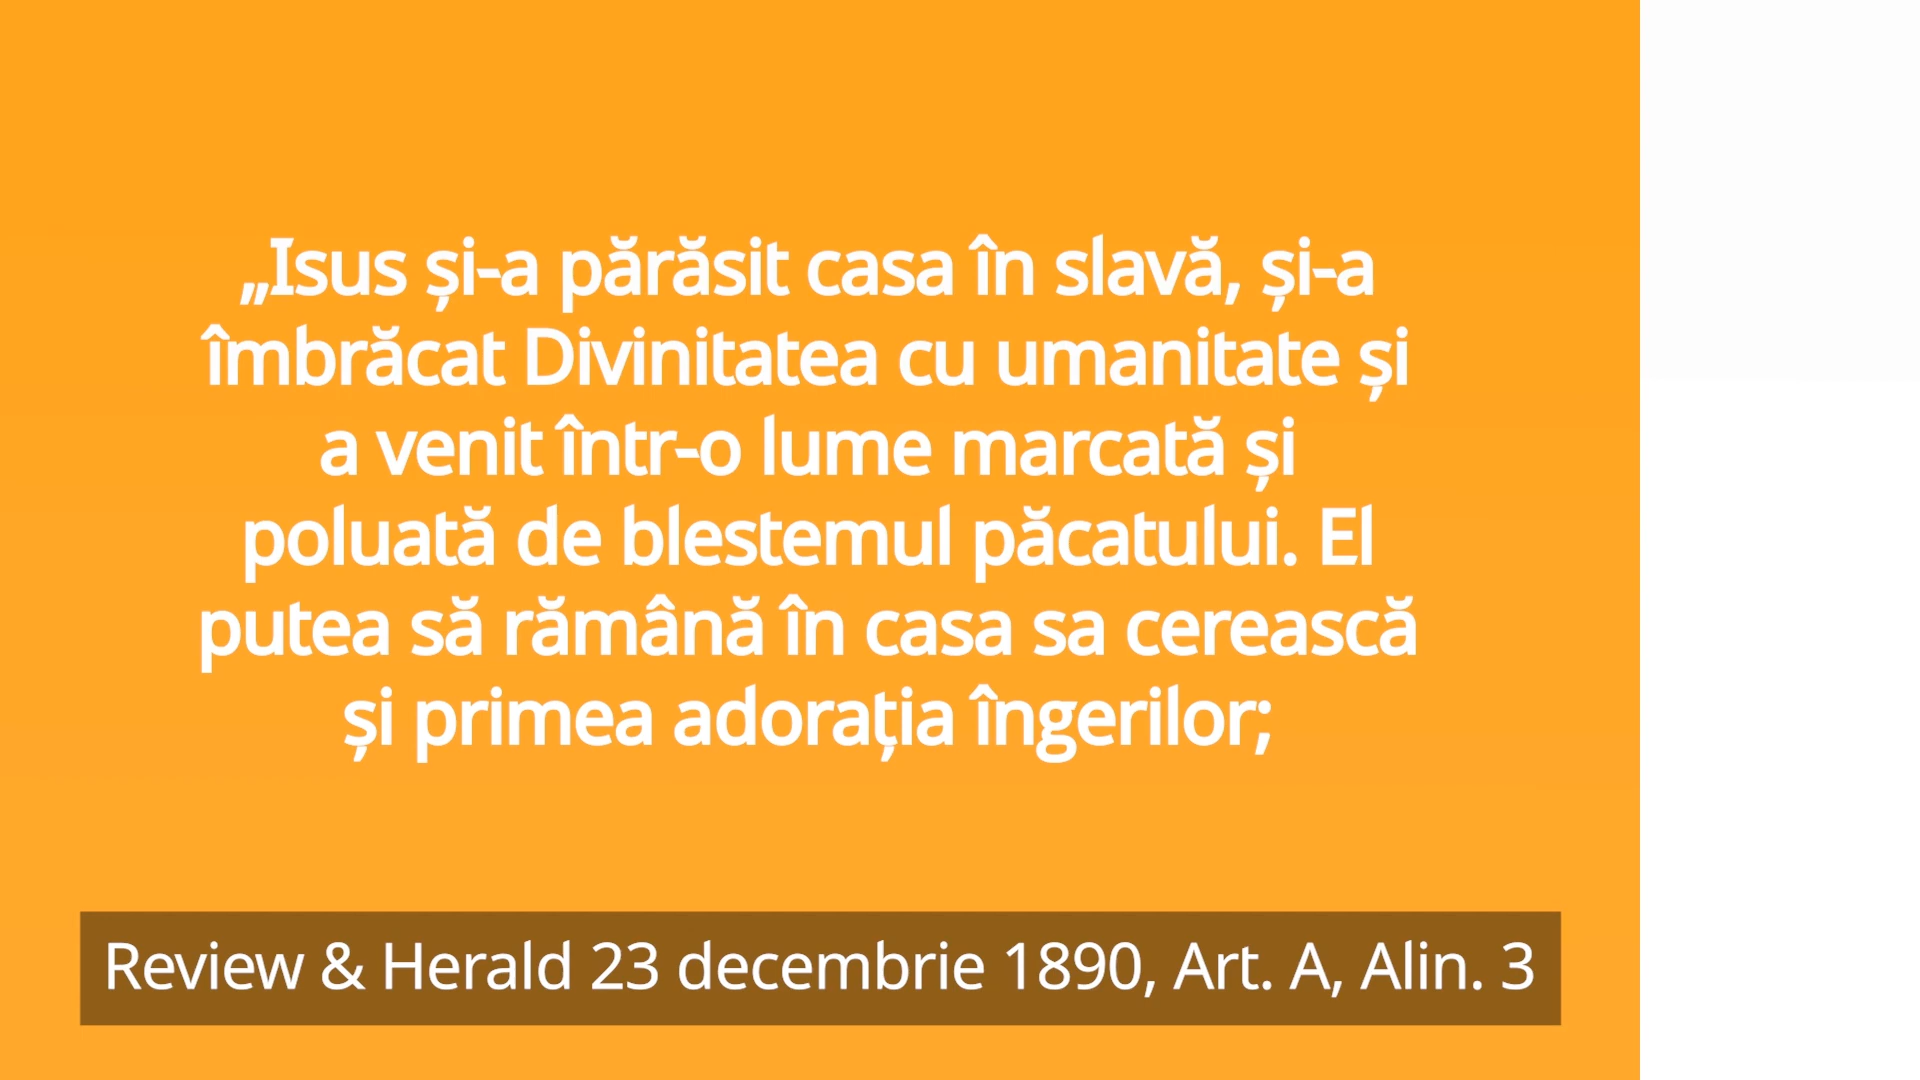 „Isus și-a părăsit casa în slavă, și-a
îmbrăcat Divinitatea cu umanitate și
a venit într-o lume marcată și
poluată de blestemul păcatului. El
putea să rămână în casa sa cerească
și primea adorația îngerilor;
Review & Herald 23 decembrie 1890, Art. A, Alin. 3